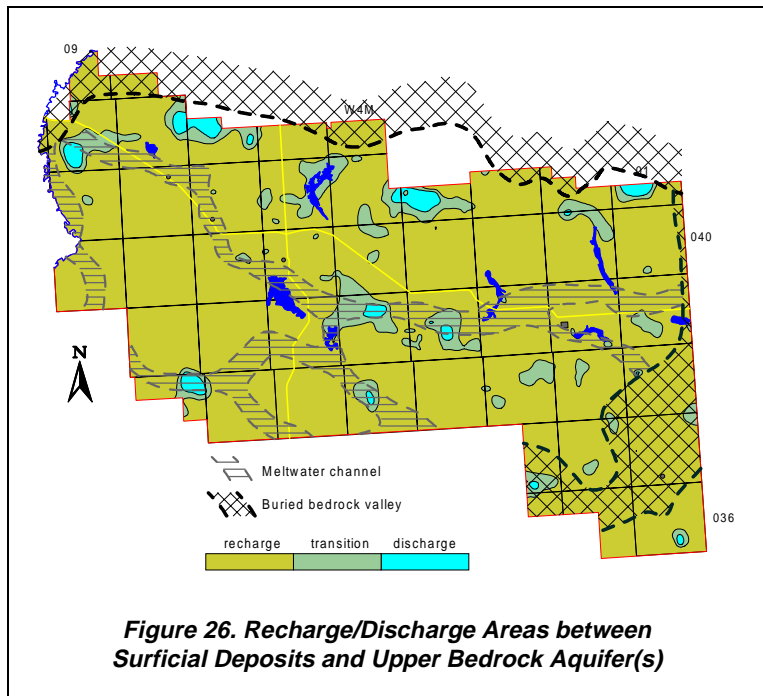 09
W4M
01
040
N
Meltwater channel
Buried bedrock valley
036
recharge transition discharge
Figure 26. Recharge/Discharge Areas between
Surficial Deposits and Upper Bedrock Aquifer(s)